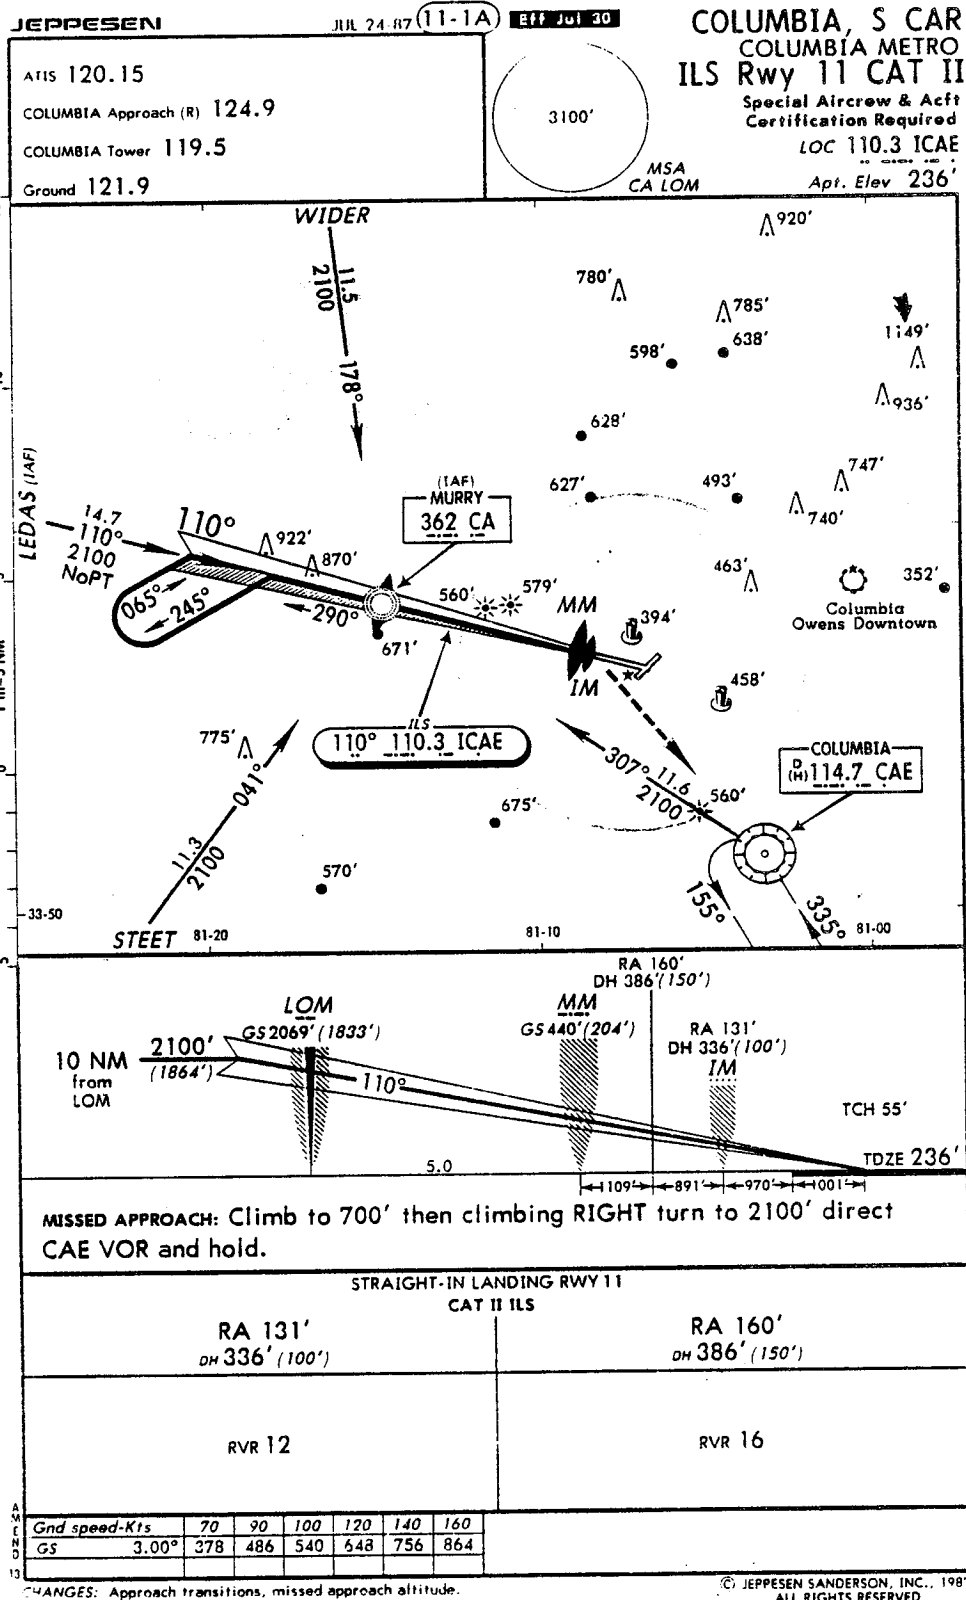 JEPPESEN JUL 24-87 (11-1A) Eff Jul 30
COLUMBIA, S CAR
COLUMBIA METRO
ILS Rwy 11 CAT II
Special Aircrew & Acft
Certification Required
LOC 110.3 ICAE
Apt. Elev 236'
ATIS 120.15
COLUMBIA Approach (R) 124.9
COLUMBIA Tower 119.5
Ground 121.9
3100'
MSA
CA LOM
WIDER
11.5
2100
178°
920'
780'
785'
638'
598'
1149'
936'
628'
627'
493'
747'
740'
LEDAS (IAF)
14.7
110°
2100
NoPT
110°
922'
870'
(IAF)
MURRY
362 CA
065°
245°
290°
560'
579'
671'
MM
IM
394'
463'
352'
Columbia
Owens Downtown
458'
ILS
110° 110.3 ICAE
775'
041°
11.3
2100
STEET
307°
11.6
2100
560'
COLUMBIA
D
(H) 114.7 CAE
675'
570'
155°
335°
33-50
81-20
81-10
81-00
RA 160'
DH 386'(150')
LOM
GS 2069' (1833')
MM
GS 440' (204')
RA 131'
DH 336'(100')
IM
10 NM
from
LOM
2100'
(1864')
110°
TCH 55'
TDZE 236'
5.0
1109' 891' 970' 1001'
MISSED APPROACH: Climb to 700' then climbing RIGHT turn to 2100' direct
CAE VOR and hold.
STRAIGHT-IN LANDING RWY 11
CAT II ILS
RA 131'
DH 336' (100')
RA 160'
DH 386' (150')
RVR 12
RVR 16
AMEND 13
Gnd speed-Kts 70 90 100 120 140 160
GS 3.00° 378 486 540 648 756 864
CHANGES: Approach transitions, missed approach altitude.
© JEPPESEN SANDERSON, INC., 198
ALL RIGHTS RESERVED